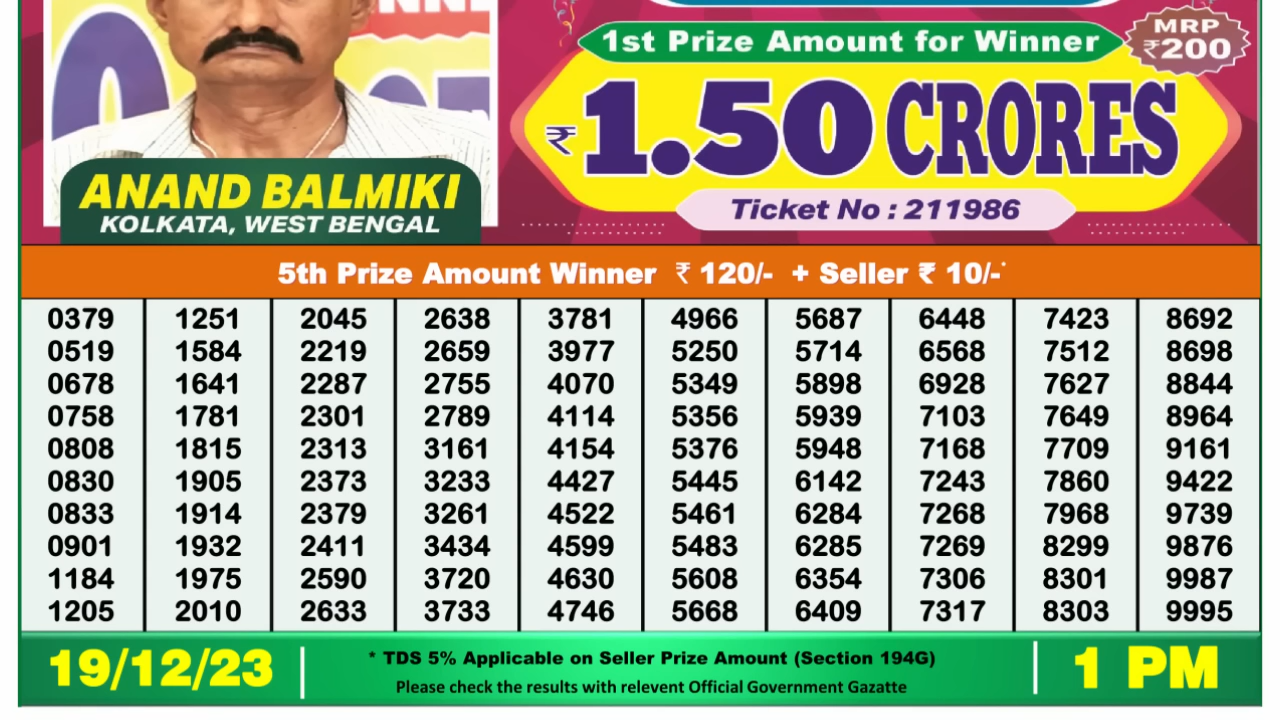 1st Prize Amount for Winner
MRP
₹200
₹1.50 CRORES
Ticket No : 211986
ANAND BALMIKI
KOLKATA, WEST BENGAL
5th Prize Amount Winner ₹ 120/- + Seller ₹ 10/-*
0379 1251 2045 2638 3781 4966 5687 6448 7423 8692
0519 1584 2219 2659 3977 5250 5714 6568 7512 8698
0678 1641 2287 2755 4070 5349 5898 6928 7627 8844
0758 1781 2301 2789 4114 5356 5939 7103 7649 8964
0808 1815 2313 3161 4154 5376 5948 7168 7709 9161
0830 1905 2373 3233 4427 5445 6142 7243 7860 9422
0833 1914 2379 3261 4522 5461 6284 7268 7968 9739
0901 1932 2411 3434 4599 5483 6285 7269 8299 9876
1184 1975 2590 3720 4630 5608 6354 7306 8301 9987
1205 2010 2633 3733 4746 5668 6409 7317 8303 9995
19/12/23
* TDS 5% Applicable on Seller Prize Amount (Section 194G)
Please check the results with relevent Official Government Gazatte
1 PM